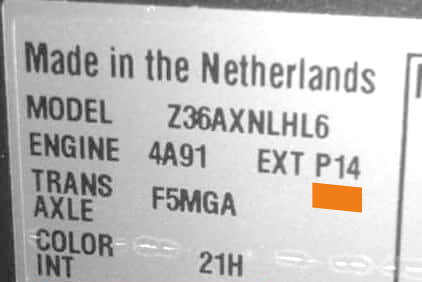 Made in the Netherlands
MODEL Z36AXNLHL6
ENGINE 4A91 EXT P14
TRANS
AXLE F5MGA
COLOR
INT 21H